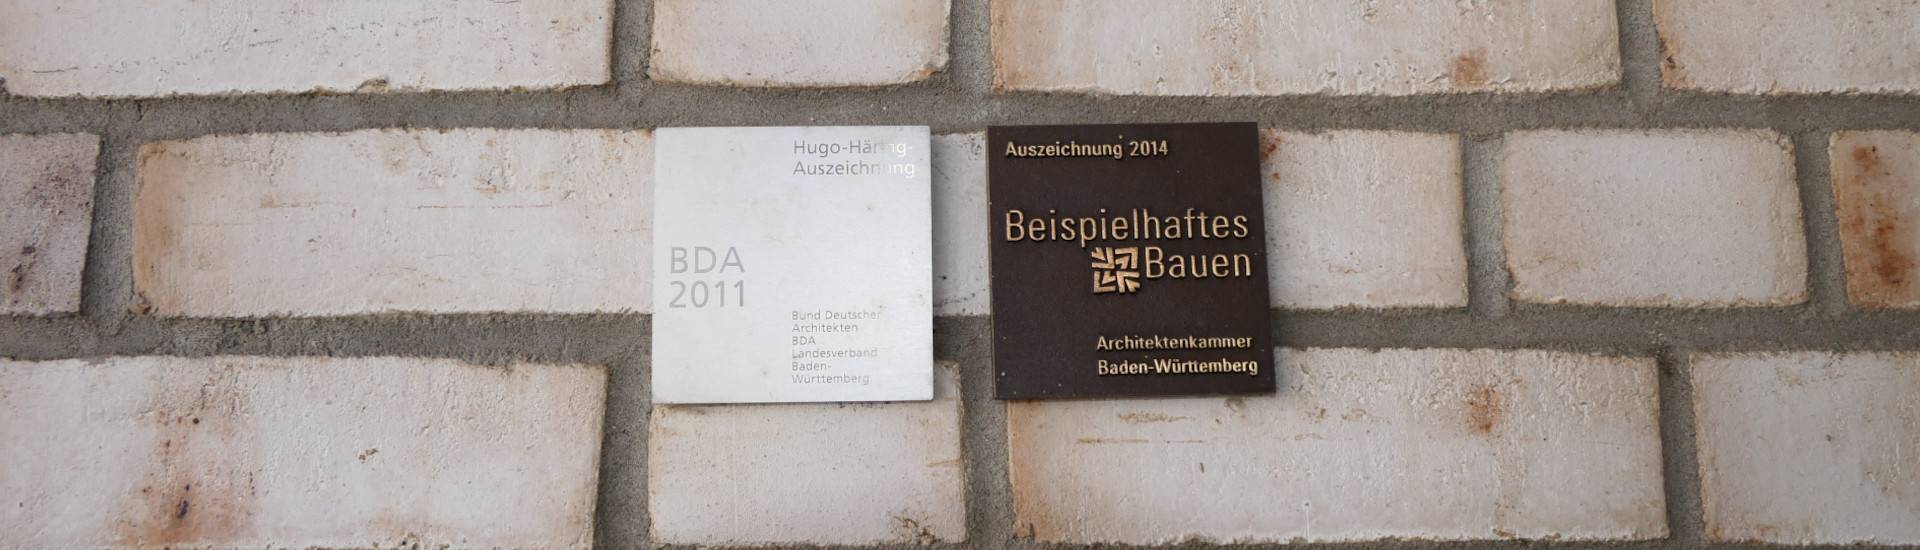 Hugo-Häring-
Auszeichnung
BDA
2011
Bund Deutscher
Architekten
BDA
Landesverband
Baden-
Württemberg
Auszeichnung 2014
Beispielhaftes
Bauen
Architektenkammer
Baden-Württemberg